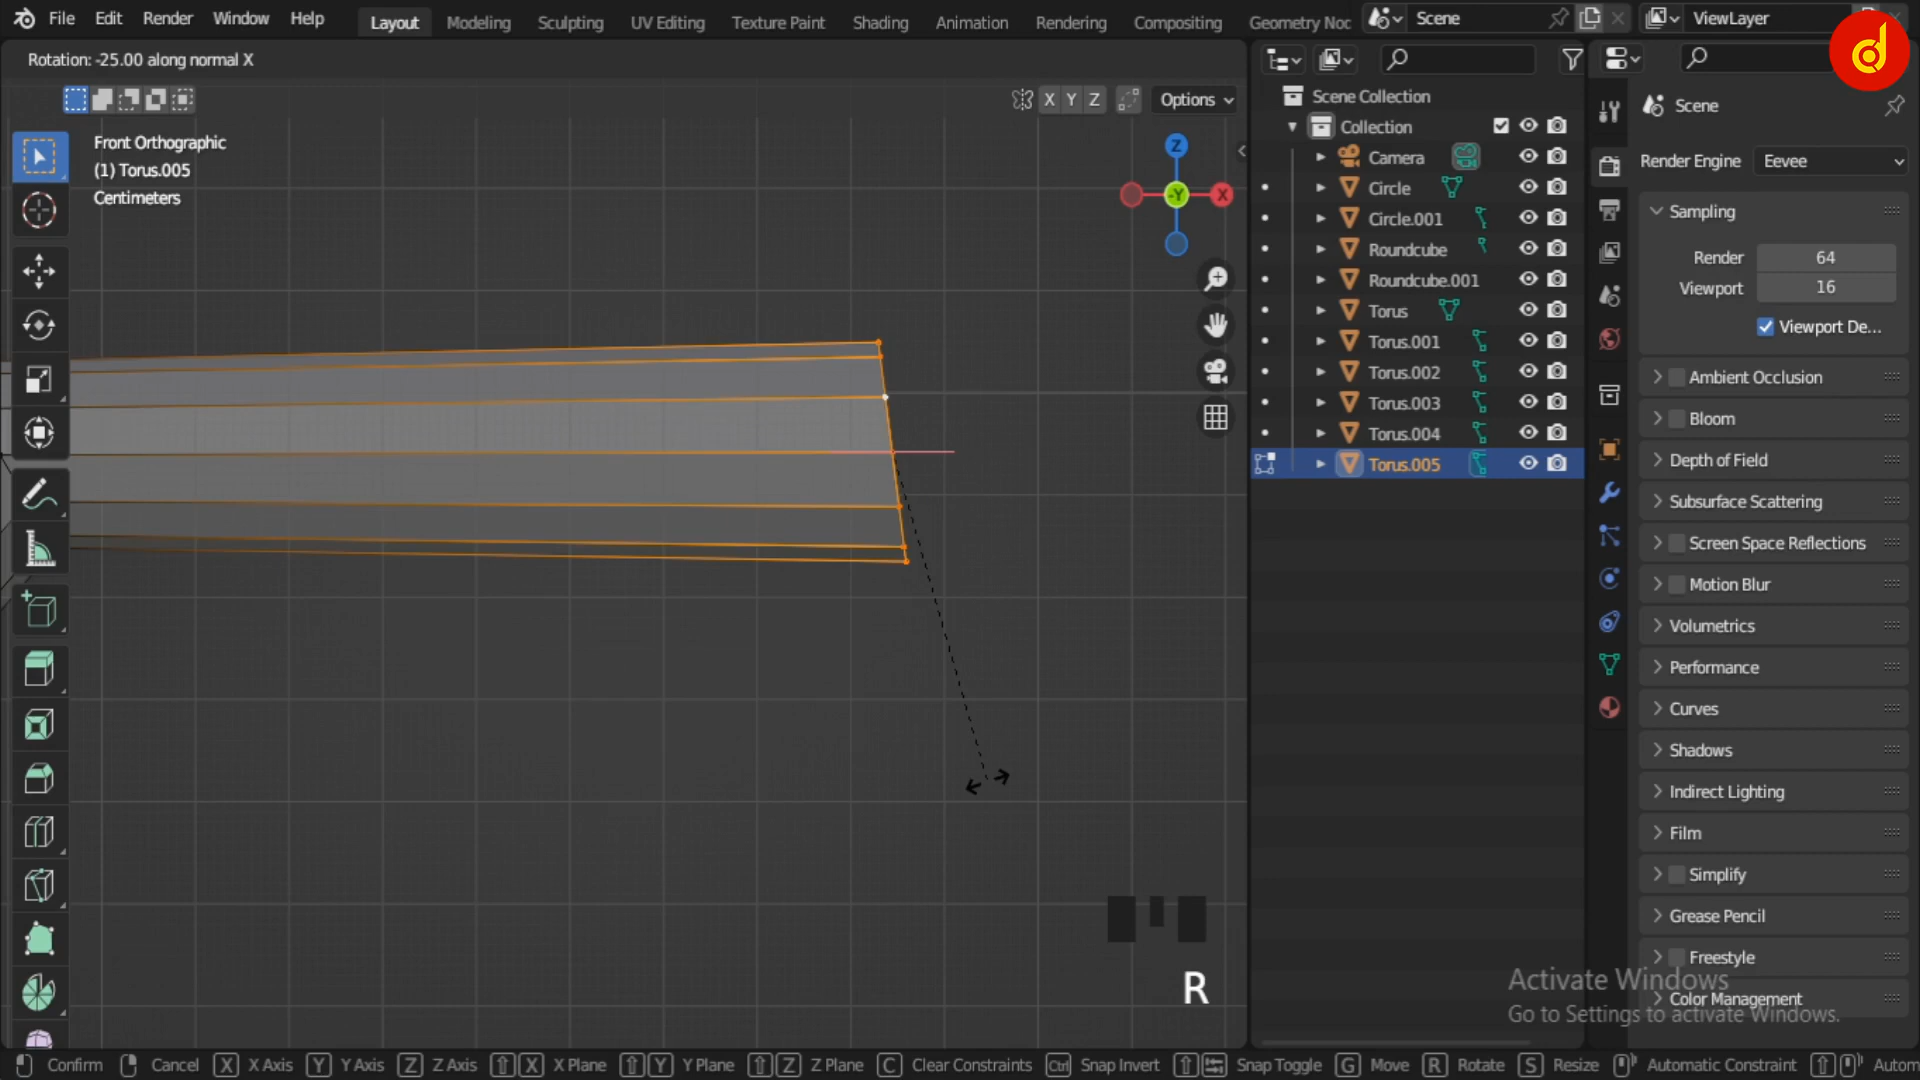 File Edit Render Window Help
Layout Modeling Sculpting UV Editing Texture Paint Shading Animation Rendering Compositing Geometry Noc
Scene
ViewLayer
d
Rotation: -25.00 along normal X
X Y Z
Options
Front Orthographic
(1) Torus.005
Centimeters
Z
-Y
X
R
Scene Collection
Collection
Camera
Circle
Circle.001
Roundcube
Roundcube.001
Torus
Torus.001
Torus.002
Torus.003
Torus.004
Torus.005
Scene
Render Engine Eevee
Sampling
Render 64
Viewport 16
Viewport De...
Ambient Occlusion
Bloom
Depth of Field
Subsurface Scattering
Screen Space Reflections
Motion Blur
Volumetrics
Performance
Curves
Shadows
Indirect Lighting
Film
Simplify
Grease Pencil
Freestyle
Color Management
Activate Windows
Go to Settings to activate Windows.
Confirm Cancel X X Axis Y Y Axis Z Z Axis X X Plane Y Y Plane Z Z Plane C Clear Constraints Ctrl Snap Invert Snap Toggle G Move R Rotate S Resize Automatic Constraint Autom